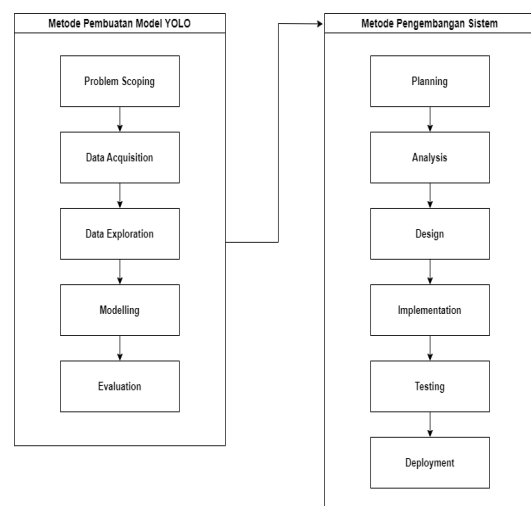 Metode Pembuatan Model YOLO
Problem Scoping
Data Acquisition
Data Exploration
Modelling
Evaluation
Metode Pengembangan Sistem
Planning
Analysis
Design
Implementation
Testing
Deployment